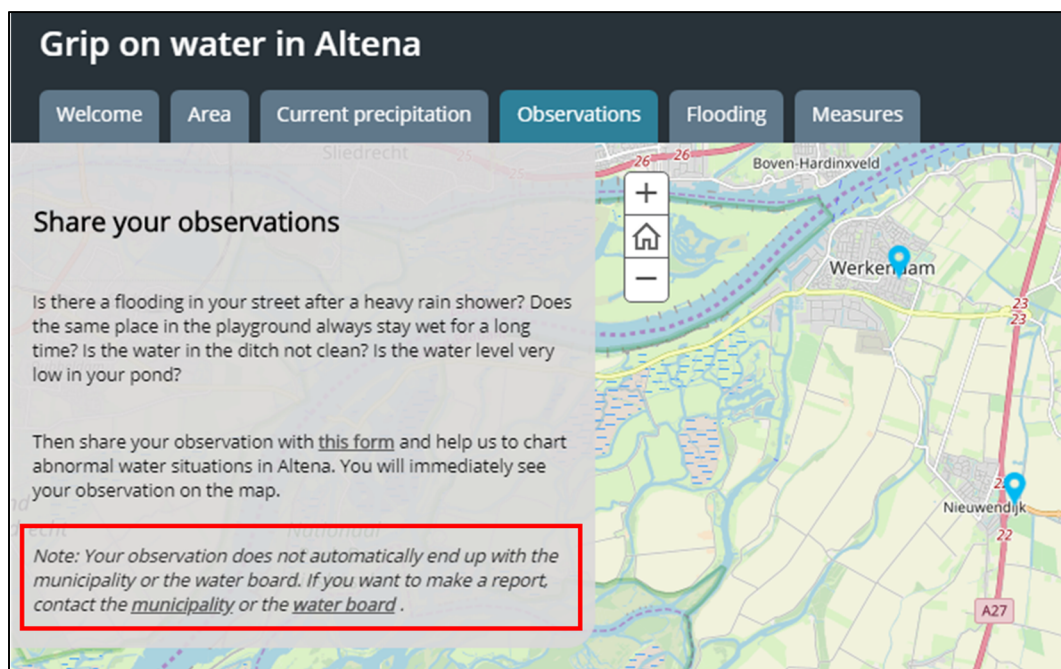 Grip on water in Altena
Welcome
Area
Current precipitation
Observations
Flooding
Measures
Share your observations
Is there a flooding in your street after a heavy rain shower? Does
the same place in the playground always stay wet for a long
time? Is the water in the ditch not clean? Is the water level very
low in your pond?
Then share your observation with this form and help us to chart
abnormal water situations in Altena. You will immediately see
your observation on the map.
Note: Your observation does not automatically end up with the
municipality or the water board. If you want to make a report,
contact the municipality or the water board .
Sliedrecht
25
26
26
Boven-Hardinxveld
+
−
Werkendam
23
23
Nieuwendijk
22
A27
27
Nationaal